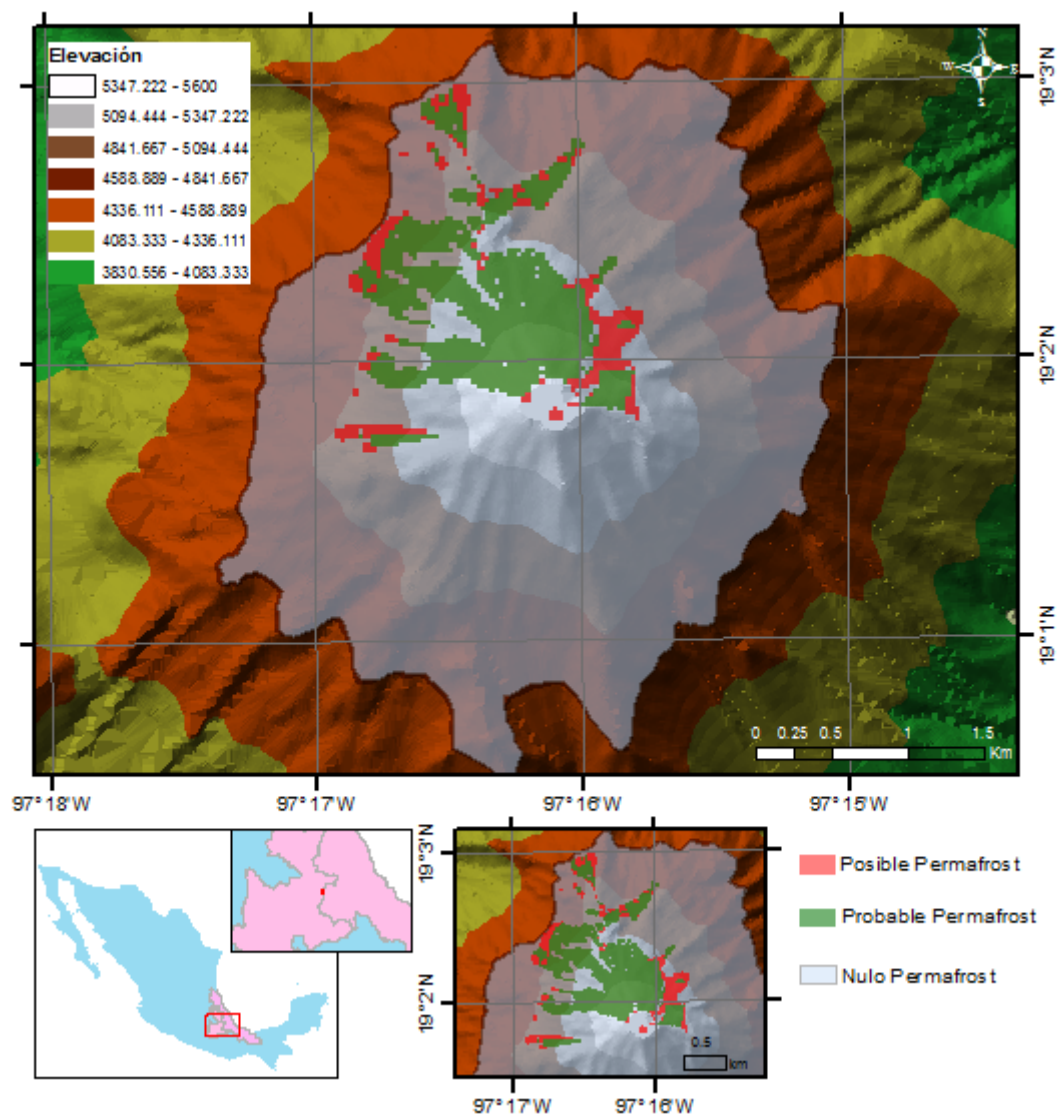 Elevación
5347.222 - 5600
5094.444 - 5347.222
4841.667 - 5094.444
4588.889 - 4841.667
4336.111 - 4588.889
4083.333 - 4336.111
3830.556 - 4083.333
N
W E
S
19°3'N
19°2'N
19°1'N
0 0.25 0.5 1 1.5
Km
97°18'W 97°17'W 97°16'W 97°15'W
19°3'N
19°2'N
0.5
km
97°17'W 97°16'W
Posible Permafrost
Probable Permafrost
Nulo Permafrost